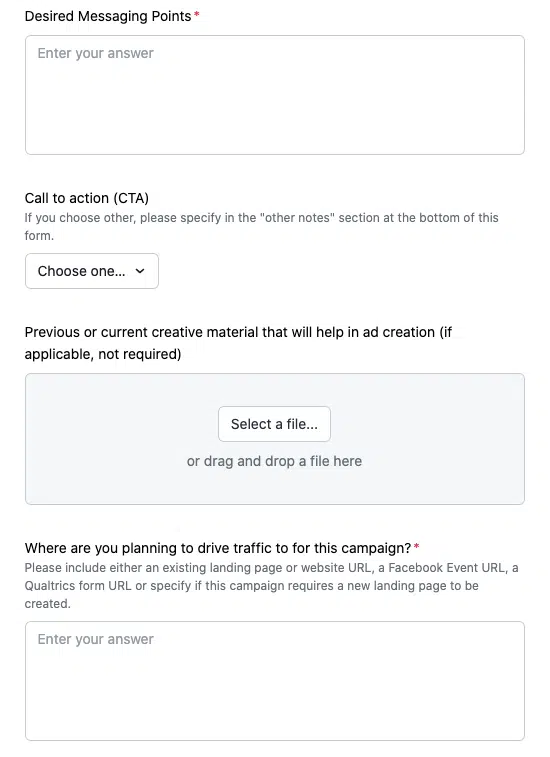 Desired Messaging Points*
Enter your answer
Call to action (CTA)
If you choose other, please specify in the "other notes" section at the bottom of this
form.
Choose one...
Previous or current creative material that will help in ad creation (if
applicable, not required)
Select a file...
or drag and drop a file here
Where are you planning to drive traffic to for this campaign?*
Please include either an existing landing page or website URL, a Facebook Event URL, a
Qualtrics form URL or specify if this campaign requires a new landing page to be
created.
Enter your answer